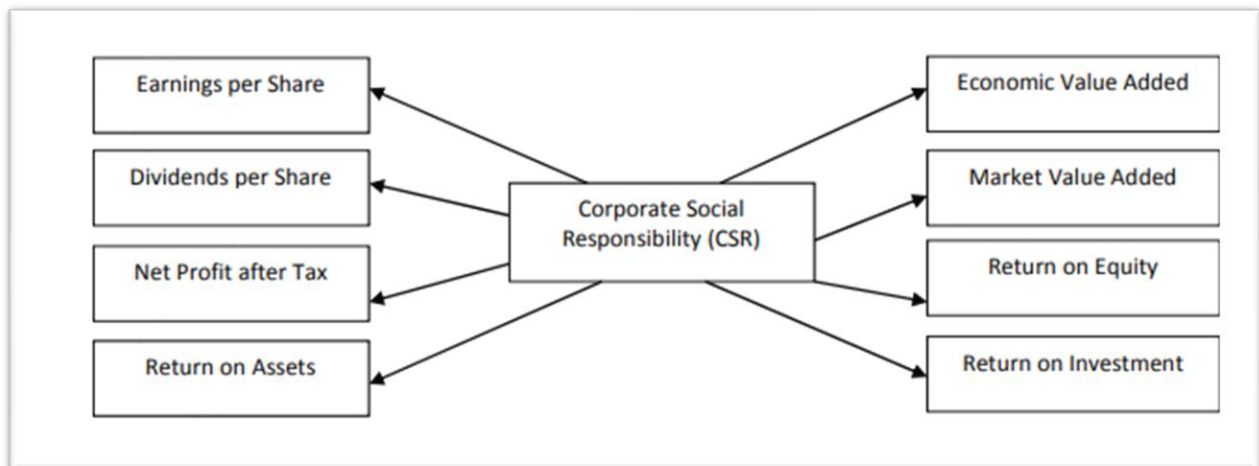 Earnings per Share
Dividends per Share
Net Profit after Tax
Return on Assets
Corporate Social
Responsibility (CSR)
Economic Value Added
Market Value Added
Return on Equity
Return on Investment